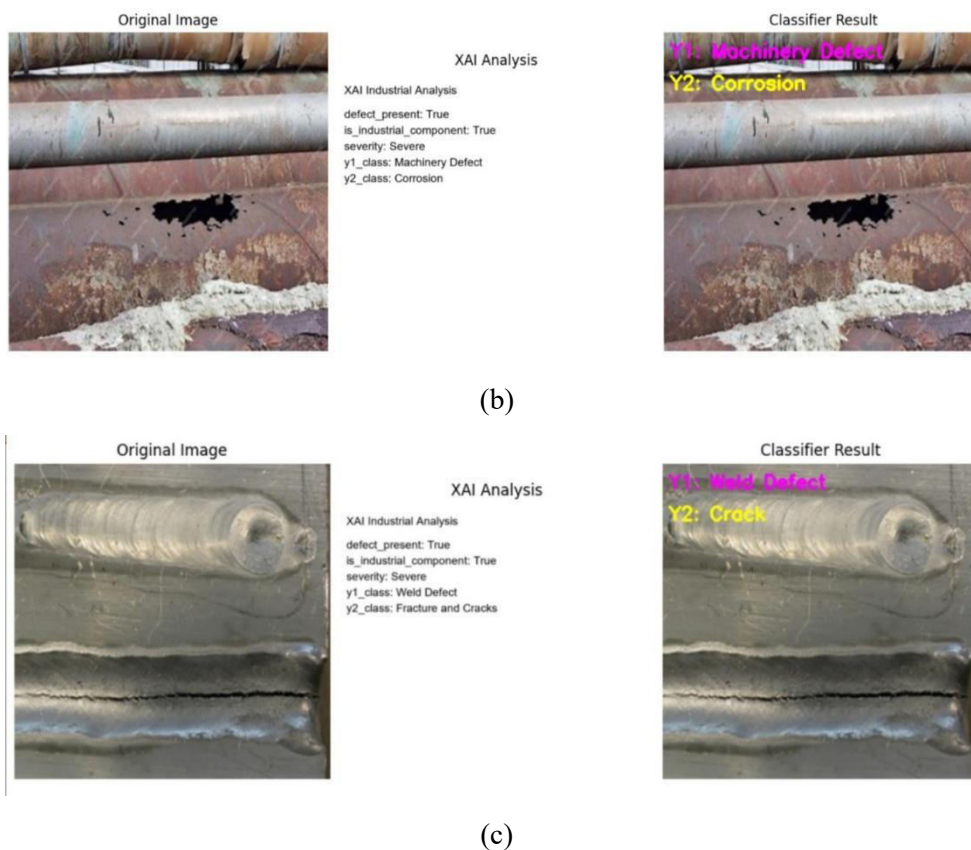 Original Image
XAI Analysis
XAI Industrial Analysis
defect_present: True
is_industrial_component: True
severity: Severe
y1_class: Machinery Defect
y2_class: Corrosion
Classifier Result
Y1: Machinery Defect
Y2: Corrosion
(b)
Original Image
XAI Analysis
XAI Industrial Analysis
defect_present: True
is_industrial_component: True
severity: Severe
y1_class: Weld Defect
y2_class: Fracture and Cracks
Classifier Result
Y1: Weld Defect
Y2: Crack
(c)